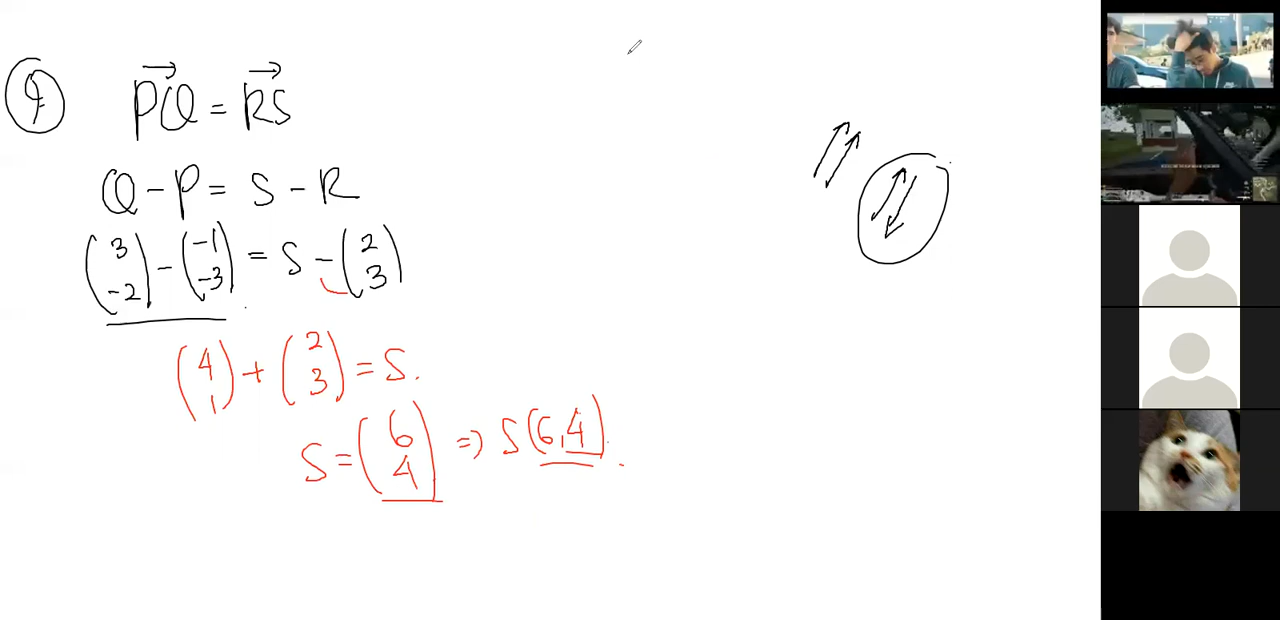 9 PQ = RS
Q - P = S - R
(3 -2) - (-1 -3) = S - (2 3)
(4 1) + (2 3) = S.
S = (6 4) => S(6,4).